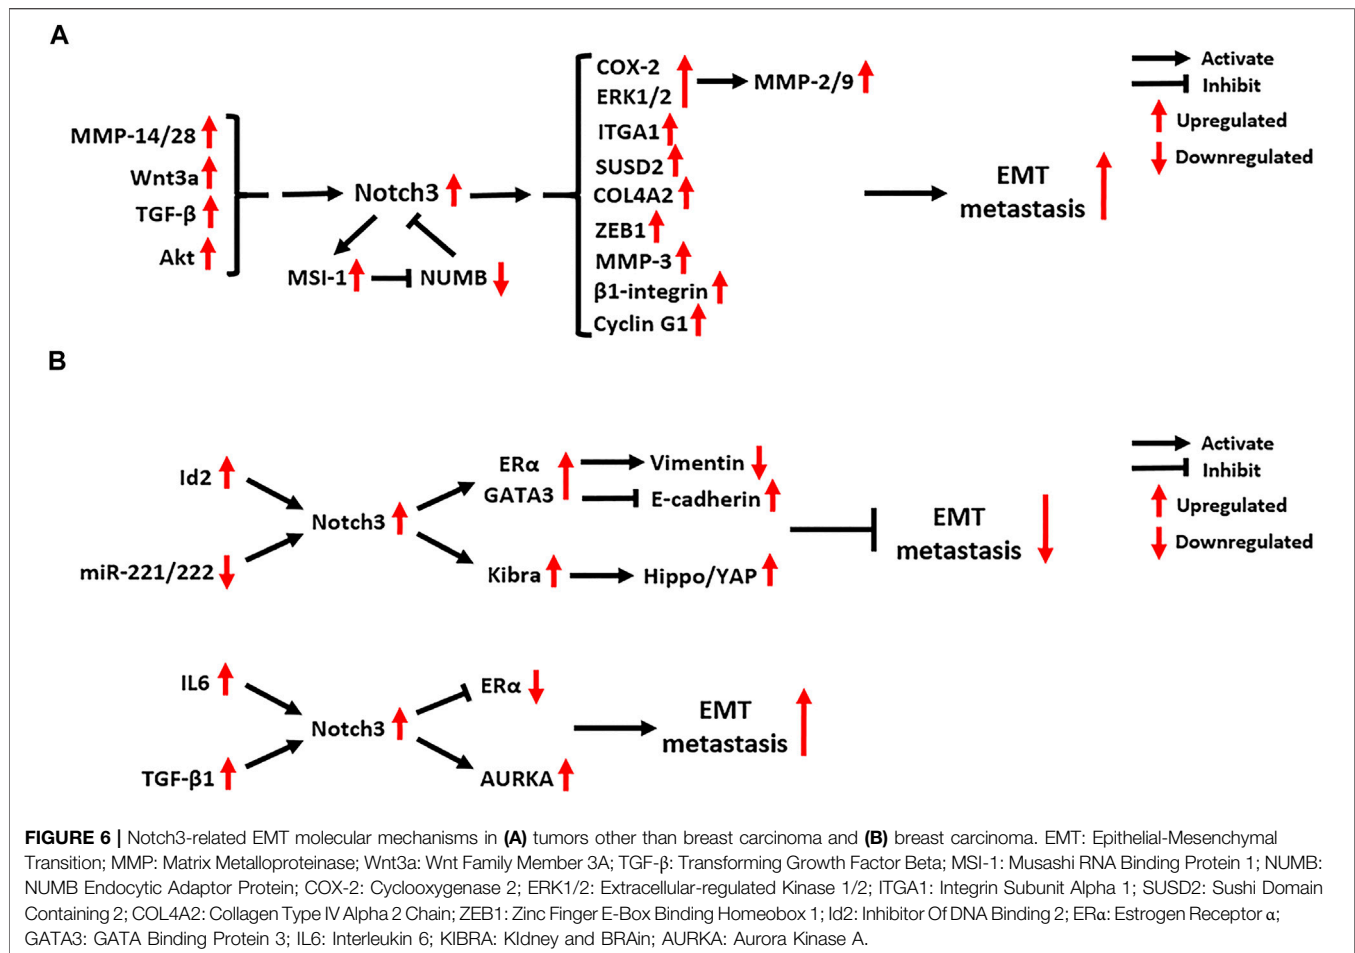 A
MMP-14/28
Wnt3a
TGF-β
Akt
Notch3
MSI-1
NUMB
COX-2
ERK1/2
MMP-2/9
ITGA1
SUSD2
COL4A2
ZEB1
MMP-3
β1-integrin
Cyclin G1
EMT
metastasis
Activate
Inhibit
Upregulated
Downregulated
B
Id2
miR-221/222
Notch3
ERα
GATA3
Vimentin
E-cadherin
Kibra
Hippo/YAP
EMT
metastasis
Activate
Inhibit
Upregulated
Downregulated
IL6
TGF-β1
Notch3
ERα
AURKA
EMT
metastasis
FIGURE 6 | Notch3-related EMT molecular mechanisms in (A) tumors other than breast carcinoma and (B) breast carcinoma. EMT: Epithelial-Mesenchymal
Transition; MMP: Matrix Metalloproteinase; Wnt3a: Wnt Family Member 3A; TGF-β: Transforming Growth Factor Beta; MSI-1: Musashi RNA Binding Protein 1; NUMB:
NUMB Endocytic Adaptor Protein; COX-2: Cyclooxygenase 2; ERK1/2: Extracellular-regulated Kinase 1/2; ITGA1: Integrin Subunit Alpha 1; SUSD2: Sushi Domain
Containing 2; COL4A2: Collagen Type IV Alpha 2 Chain; ZEB1: Zinc Finger E-Box Binding Homeobox 1; Id2: Inhibitor Of DNA Binding 2; ERα: Estrogen Receptor α;
GATA3: GATA Binding Protein 3; IL6: Interleukin 6; KIBRA: KIdney and BRAin; AURKA: Aurora Kinase A.